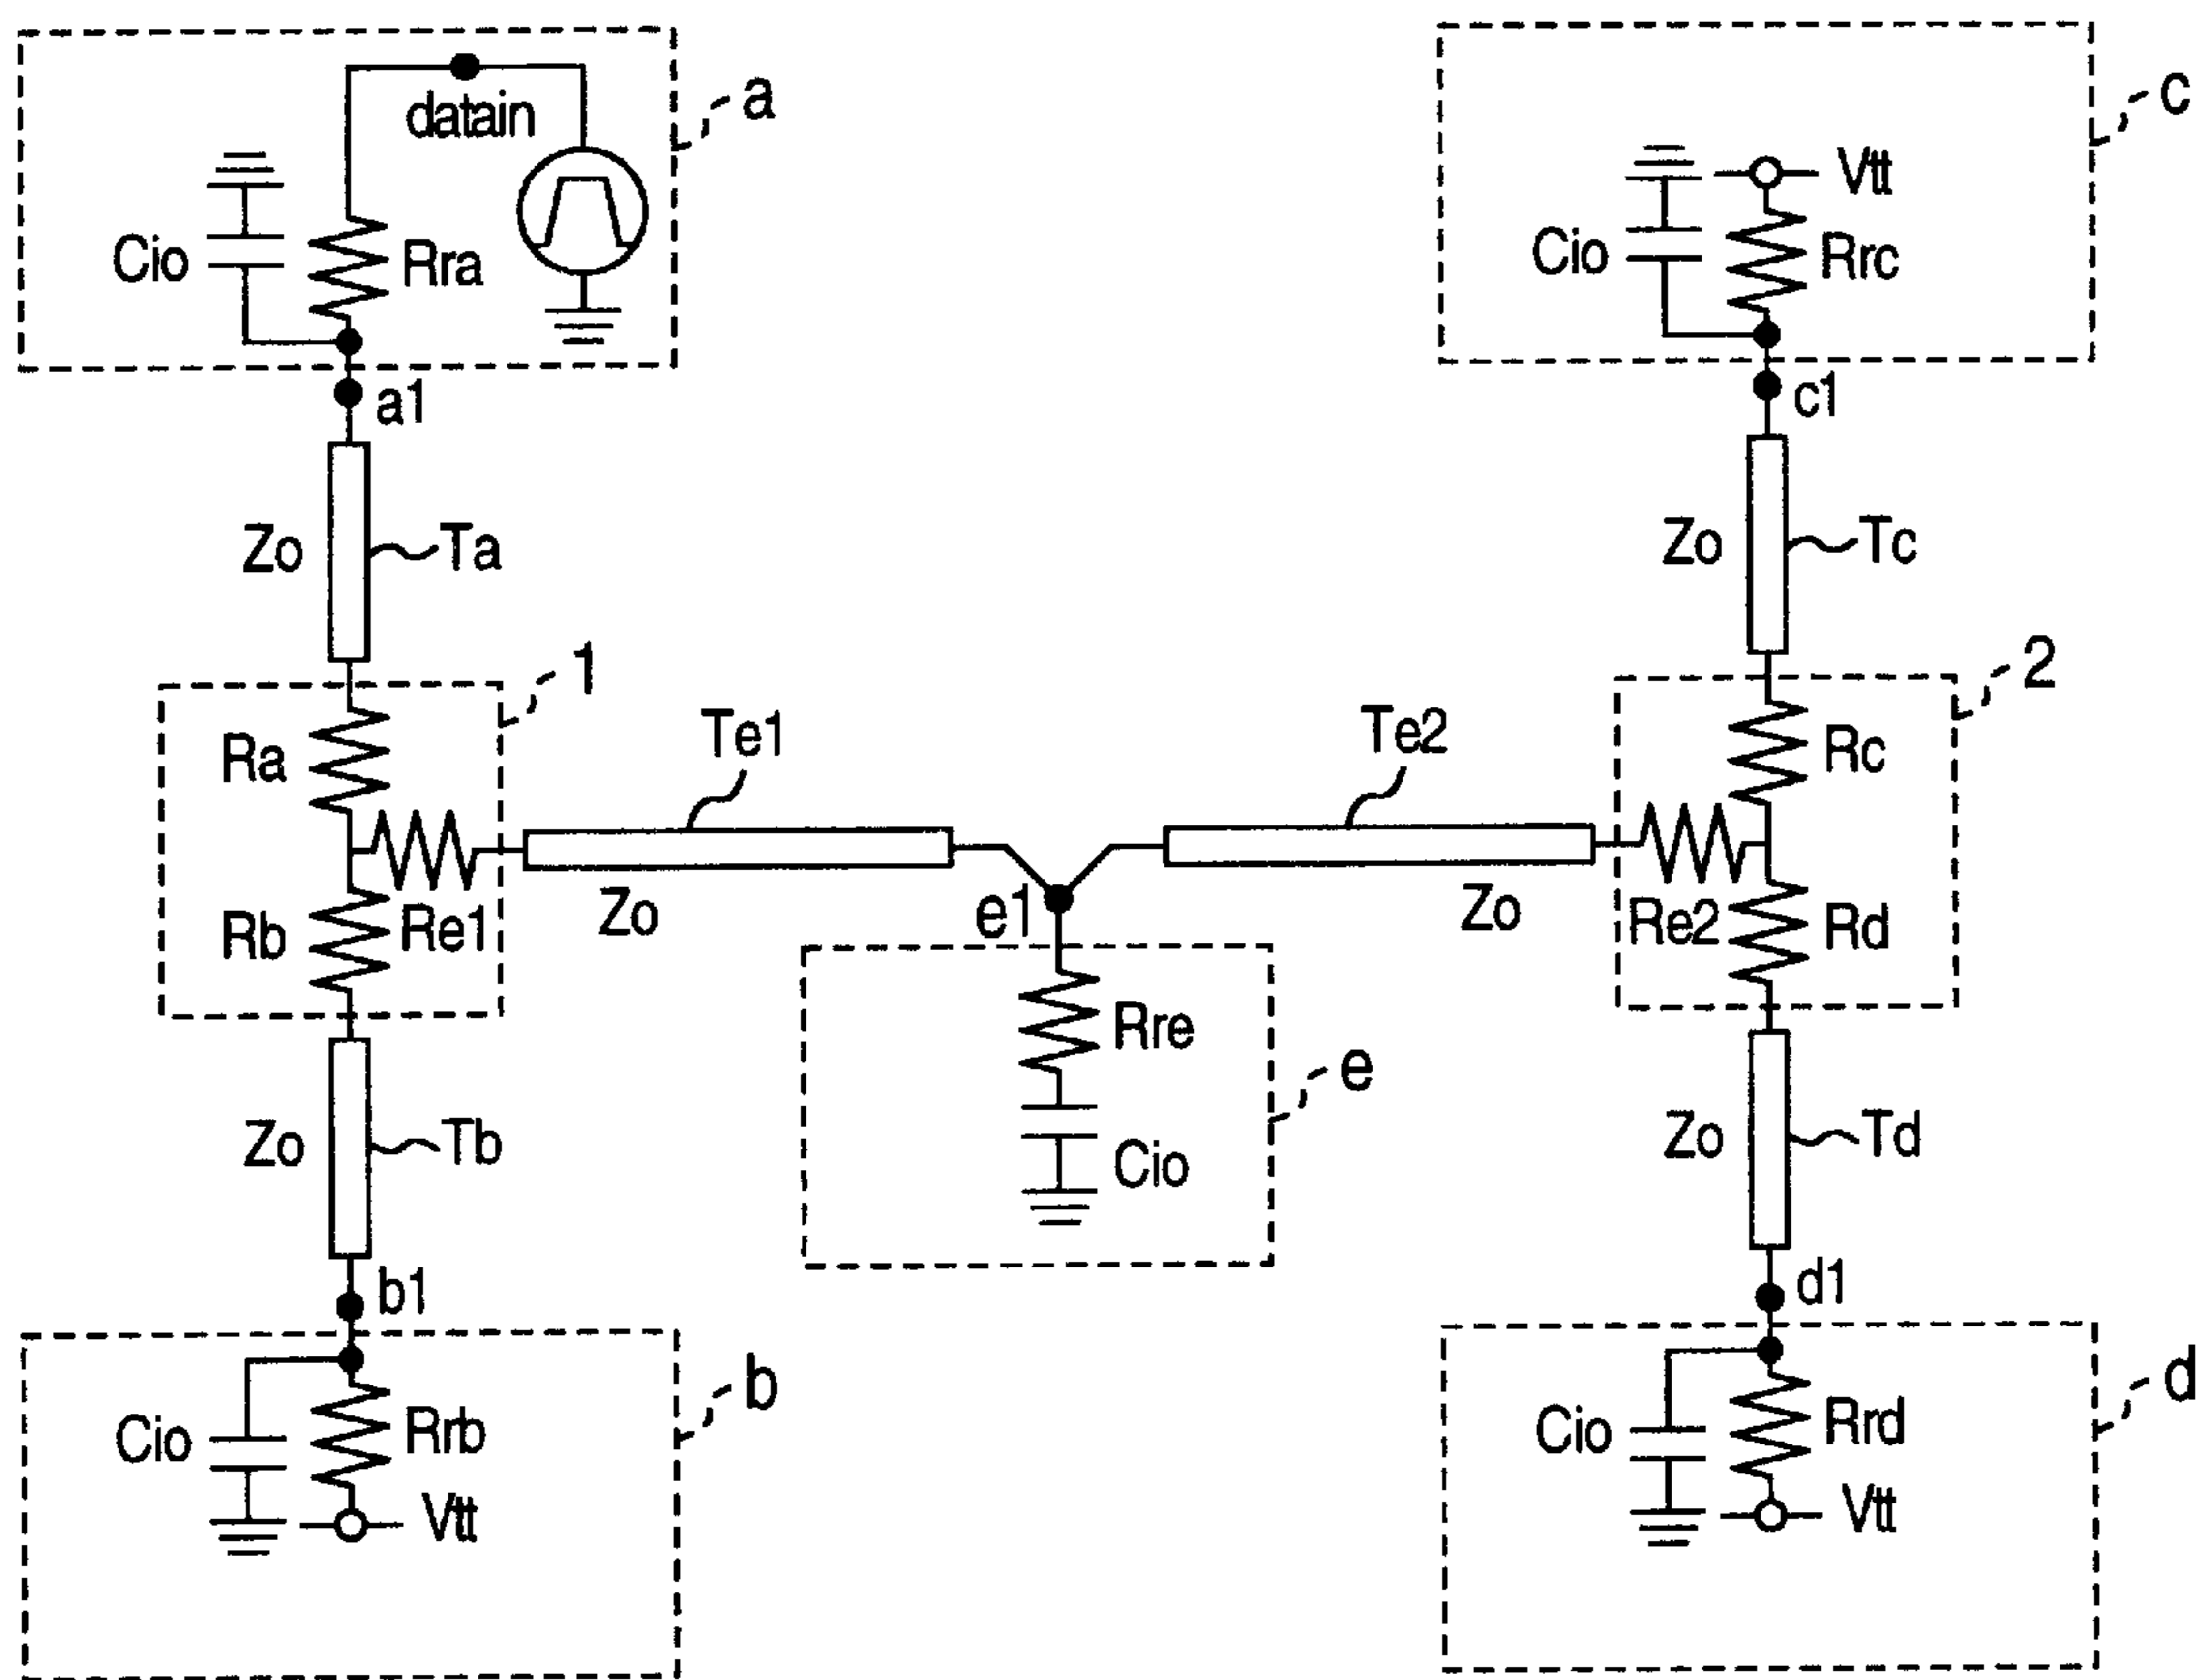 a
datain
Cio
Rra
a1
Zo
Ta
1
Ra
Rb
Re1
Te1
Zo
Zo
Tb
b1
b
Cio
Rrb
Vtt
e1
Rre
e
Cio
c
Vtt
Cio
Rrc
c1
Zo
Tc
2
Te2
Rc
Zo
Re2
Rd
Zo
Td
d1
d
Cio
Rrd
Vtt